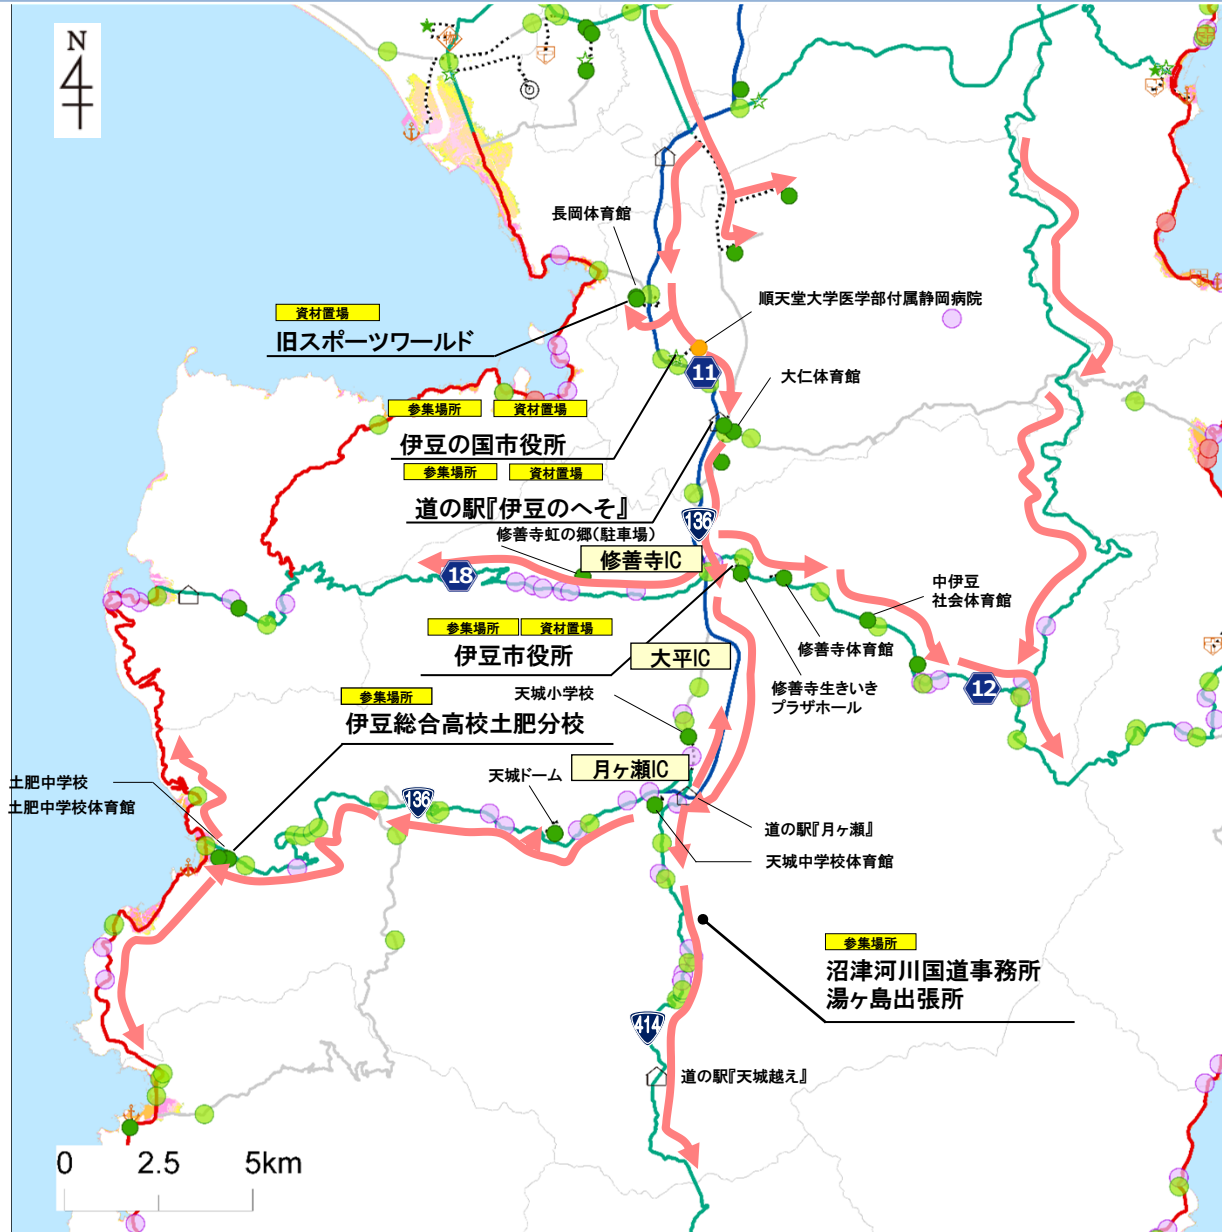 N
長岡体育館
資材置場
旧スポーツワールド
順天堂大学医学部付属静岡病院
11
大仁体育館
参集場所
資材置場
伊豆の国市役所
参集場所
資材置場
道の駅『伊豆のへそ』
136
修善寺虹の郷(駐車場)
修善寺IC
18
中伊豆
社会体育館
参集場所
資材置場
伊豆市役所
大平IC
修善寺体育館
修善寺生きいき
プラザホール
12
天城小学校
参集場所
伊豆総合高校土肥分校
月ヶ瀬IC
天城ドーム
土肥中学校
土肥中学校体育館
136
道の駅『月ヶ瀬』
天城中学校体育館
参集場所
沼津河川国道事務所
湯ヶ島出張所
414
道の駅『天城越え』
0 2.5 5km